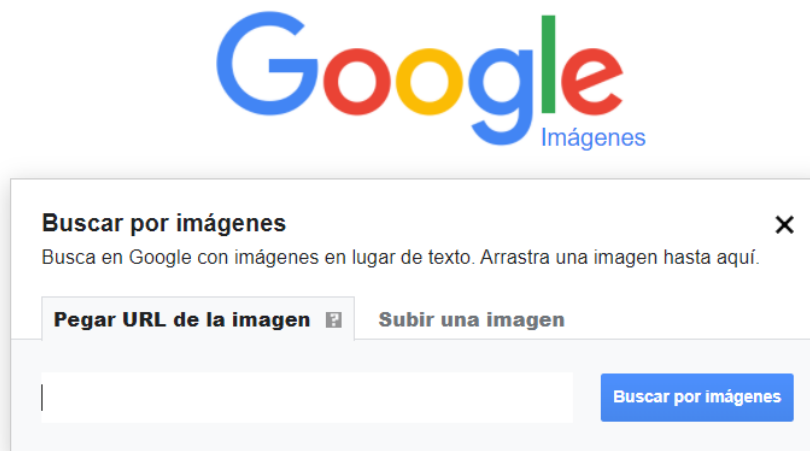 Google
Imágenes
Buscar por imágenes
Busca en Google con imágenes en lugar de texto. Arrastra una imagen hasta aquí.
Pegar URL de la imagen ? Subir una imagen
Buscar por imágenes